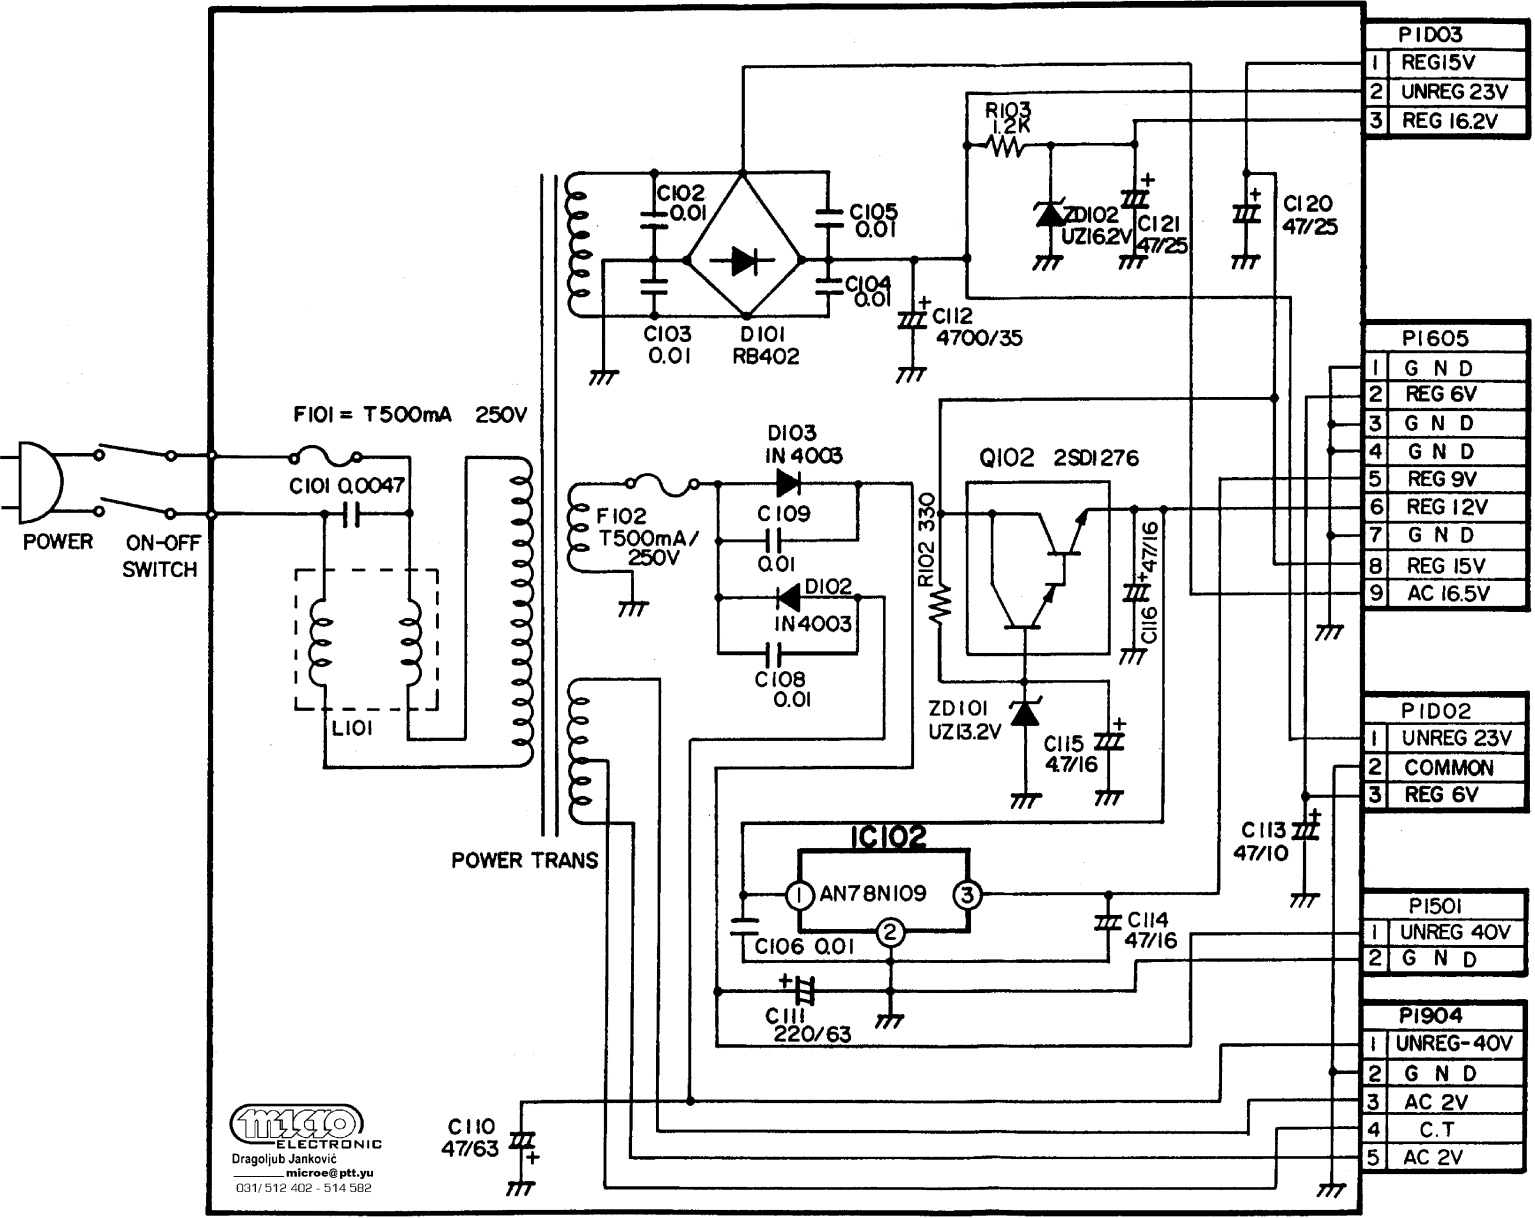 P1D03
1 REG15V
2 UNREG 23V
3 REG 16.2V
R103
1.2K
C102
0.01
C105
0.01
ZD102
UZ16.2V
C121
47/25
C120
47/25
C104
0.01
C112
4700/35
C103
0.01
D101
RB402
P1605
1 G N D
2 REG 6V
3 G N D
4 G N D
5 REG 9V
6 REG 12V
7 G N D
8 REG 15V
9 AC 16.5V
F101 = T500mA 250V
D103
1N4003
Q102 2SD1276
C101 0.0047
F102
T500mA/
250V
C109
0.01
R102 330
C116 47/16
POWER
ON-OFF
SWITCH
D102
1N4003
C108
0.01
L101
ZD101
UZ13.2V
C115
4.7/16
P1D02
1 UNREG 23V
2 COMMON
3 REG 6V
POWER TRANS
IC102
1 AN78N109 3
2
C113
47/10
C114
47/16
C106 0.01
C111
220/63
P1501
1 UNREG 40V
2 G N D
P1904
1 UNREG-40V
2 G N D
3 AC 2V
4 C.T
5 AC 2V
C110
47/63
micro
ELECTRONIC
Dragoljub Janković
microe@ptt.yu
031/ 512 402 - 514 582